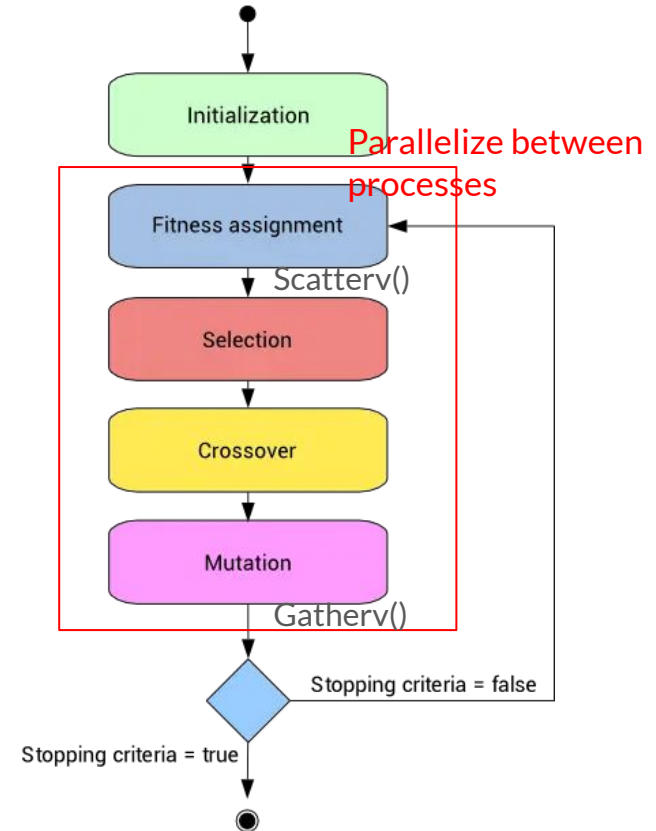 Initialization
Parallelize between
processes
Fitness assignment
Scatterv()
Selection
Crossover
Mutation
Gatherv()
Stopping criteria = false
Stopping criteria = true